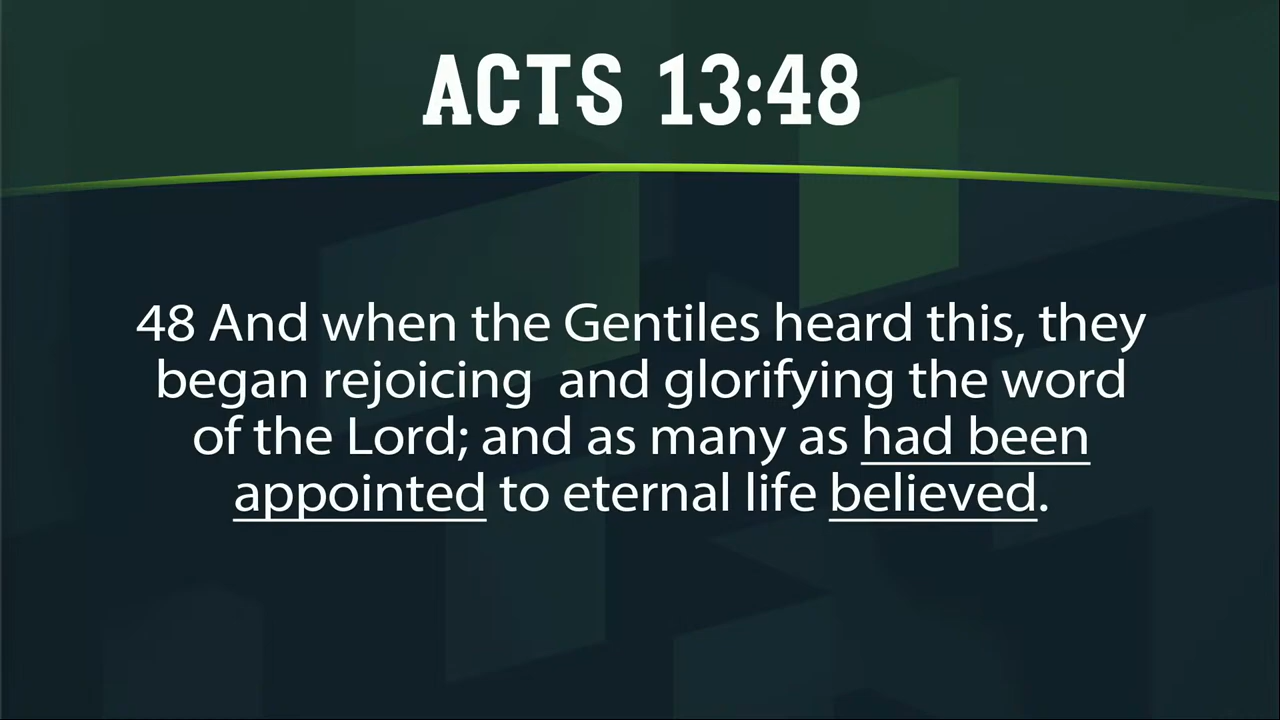 ACTS 13:48
48 And when the Gentiles heard this, they
began rejoicing  and glorifying the word
of the Lord; and as many as had been
appointed to eternal life believed.